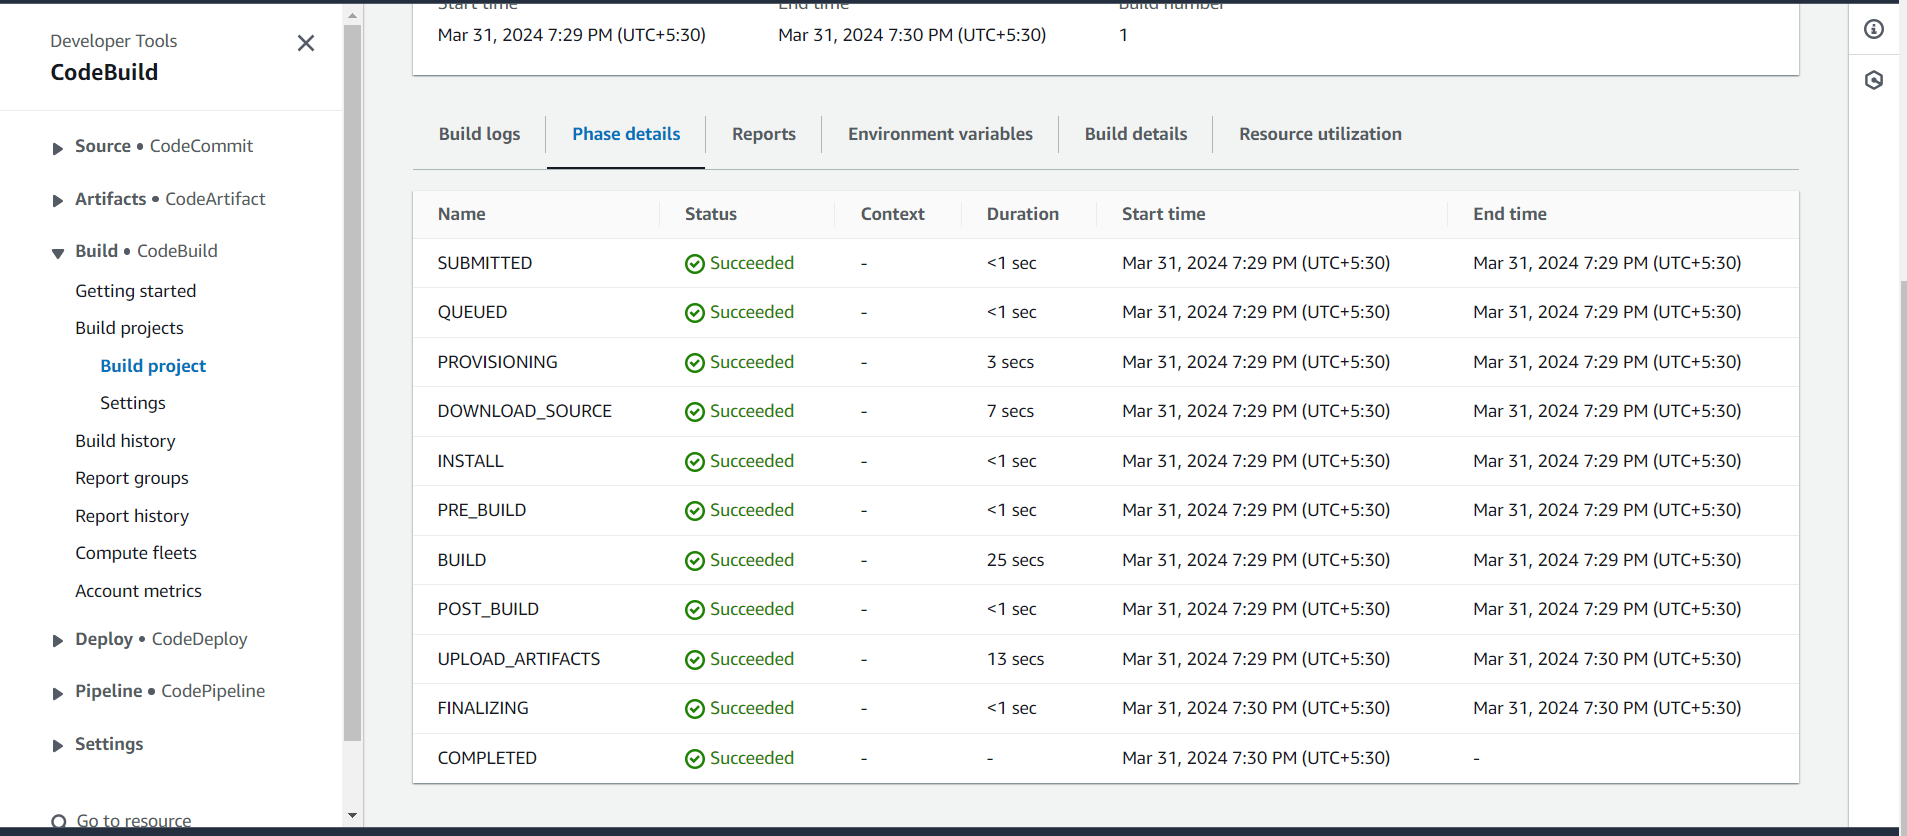 Developer Tools
CodeBuild
Source • CodeCommit
Artifacts • CodeArtifact
Build • CodeBuild
Getting started
Build projects
Build project
Settings
Build history
Report groups
Report history
Compute fleets
Account metrics
Deploy • CodeDeploy
Pipeline • CodePipeline
Settings
Go to resource
Start time End time Build number
Mar 31, 2024 7:29 PM (UTC+5:30) Mar 31, 2024 7:30 PM (UTC+5:30) 1
Build logs Phase details Reports Environment variables Build details Resource utilization
Name Status Context Duration Start time End time
SUBMITTED Succeeded - <1 sec Mar 31, 2024 7:29 PM (UTC+5:30) Mar 31, 2024 7:29 PM (UTC+5:30)
QUEUED Succeeded - <1 sec Mar 31, 2024 7:29 PM (UTC+5:30) Mar 31, 2024 7:29 PM (UTC+5:30)
PROVISIONING Succeeded - 3 secs Mar 31, 2024 7:29 PM (UTC+5:30) Mar 31, 2024 7:29 PM (UTC+5:30)
DOWNLOAD_SOURCE Succeeded - 7 secs Mar 31, 2024 7:29 PM (UTC+5:30) Mar 31, 2024 7:29 PM (UTC+5:30)
INSTALL Succeeded - <1 sec Mar 31, 2024 7:29 PM (UTC+5:30) Mar 31, 2024 7:29 PM (UTC+5:30)
PRE_BUILD Succeeded - <1 sec Mar 31, 2024 7:29 PM (UTC+5:30) Mar 31, 2024 7:29 PM (UTC+5:30)
BUILD Succeeded - 25 secs Mar 31, 2024 7:29 PM (UTC+5:30) Mar 31, 2024 7:29 PM (UTC+5:30)
POST_BUILD Succeeded - <1 sec Mar 31, 2024 7:29 PM (UTC+5:30) Mar 31, 2024 7:29 PM (UTC+5:30)
UPLOAD_ARTIFACTS Succeeded - 13 secs Mar 31, 2024 7:29 PM (UTC+5:30) Mar 31, 2024 7:30 PM (UTC+5:30)
FINALIZING Succeeded - <1 sec Mar 31, 2024 7:30 PM (UTC+5:30) Mar 31, 2024 7:30 PM (UTC+5:30)
COMPLETED Succeeded - - Mar 31, 2024 7:30 PM (UTC+5:30) -